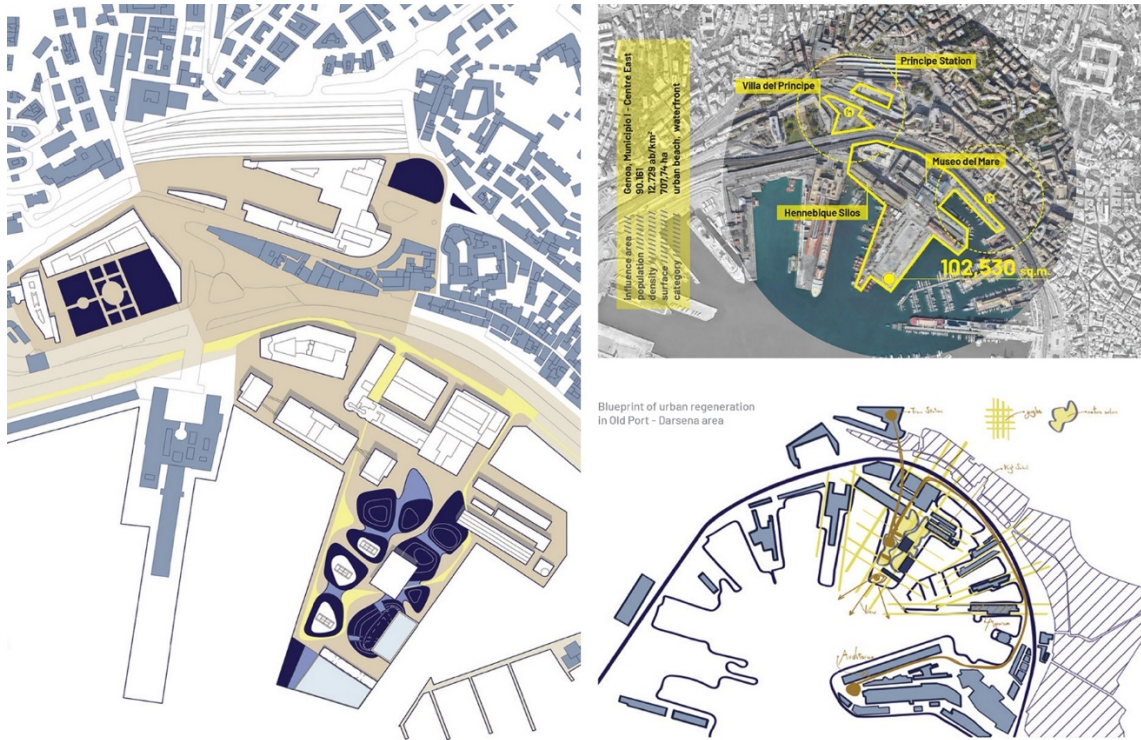 Principe Station
Villa del Principe
Museo del Mare
Hennebique Silos
102,530 sq.m.
influence area //// Genoa, Municipio I - Centre East
population ////////// 90.161
density ///////////// 12.729 ab/km²
surface //////////// 707,74 ha
category /////////// urban beach, waterfront
Blueprint of urban regeneration
in Old Port - Darsena area
Train Station